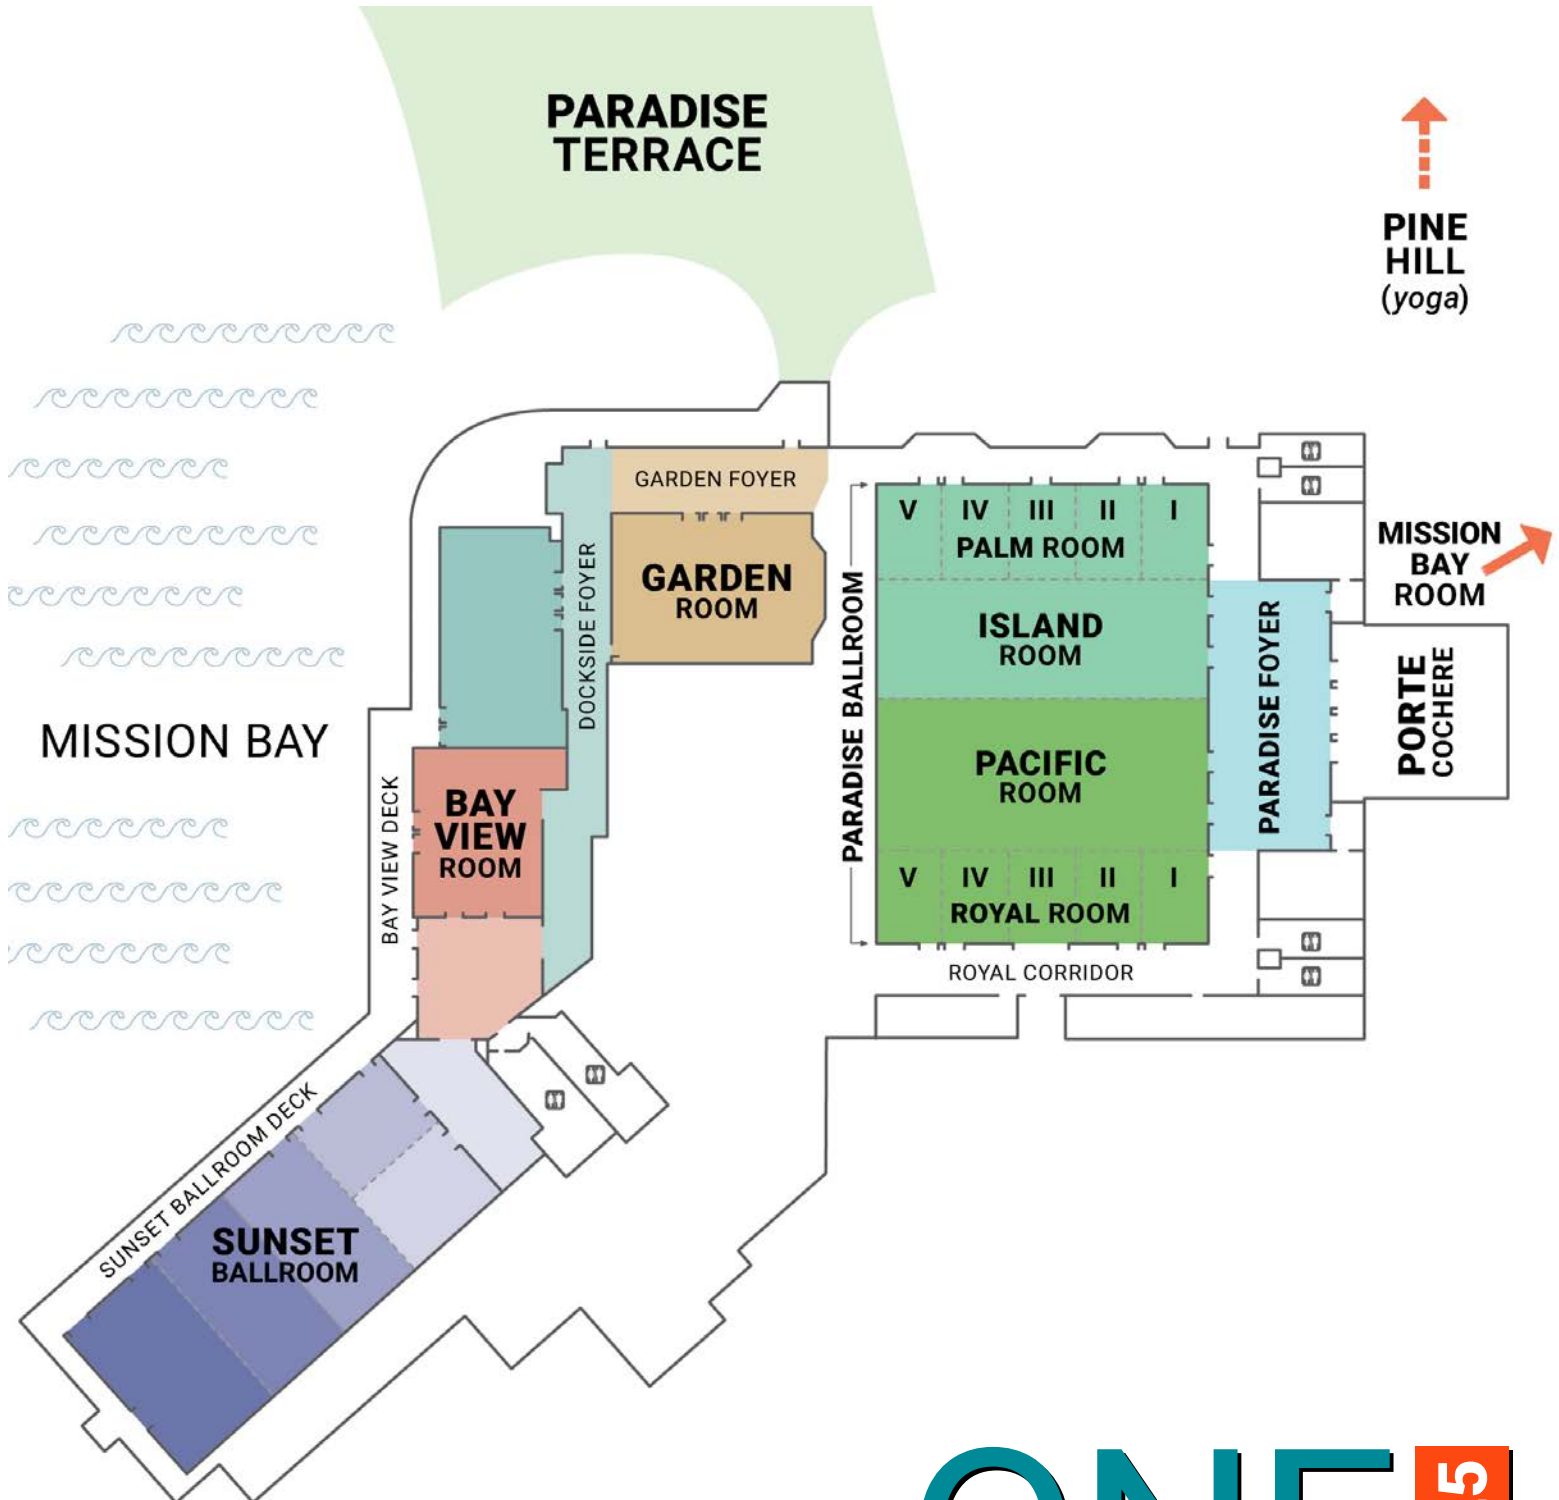 PARADISE
TERRACE
PINE
HILL
(yoga)
GARDEN FOYER
V IV III II I
PALM ROOM
MISSION
BAY
ROOM
GARDEN
ROOM
DOCKSIDE FOYER
PARADISE BALLROOM
ISLAND
ROOM
PARADISE FOYER
PORTE
COCHERE
MISSION BAY
PACIFIC
ROOM
BAY
VIEW
ROOM
BAY VIEW DECK
V IV III II I
ROYAL ROOM
ROYAL CORRIDOR
SUNSET BALLROOM DECK
SUNSET
BALLROOM
ONE
5